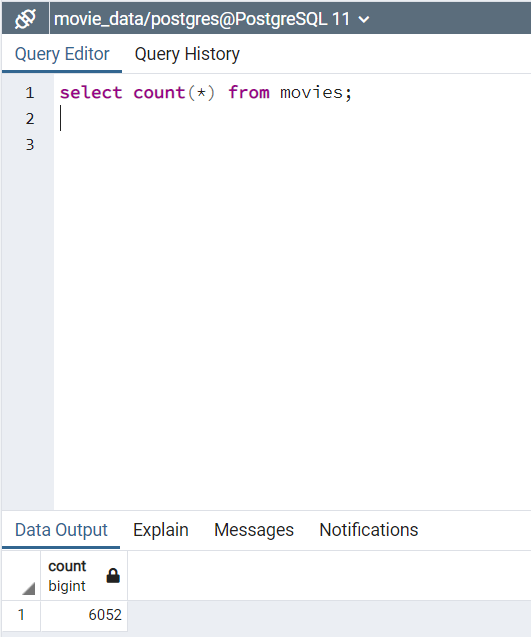 movie_data/postgres@PostgreSQL 11
Query Editor Query History
1 select count(*) from movies;
2
3
Data Output Explain Messages Notifications
count
bigint
1 6052